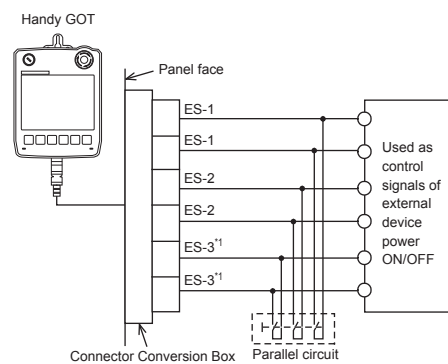 Handy GOT
Panel face
ES-1
ES-1
ES-2
ES-2
ES-3*1
ES-3*1
Used as
control
signals of
external
device
power
ON/OFF
Connector Conversion Box
Parallel circuit